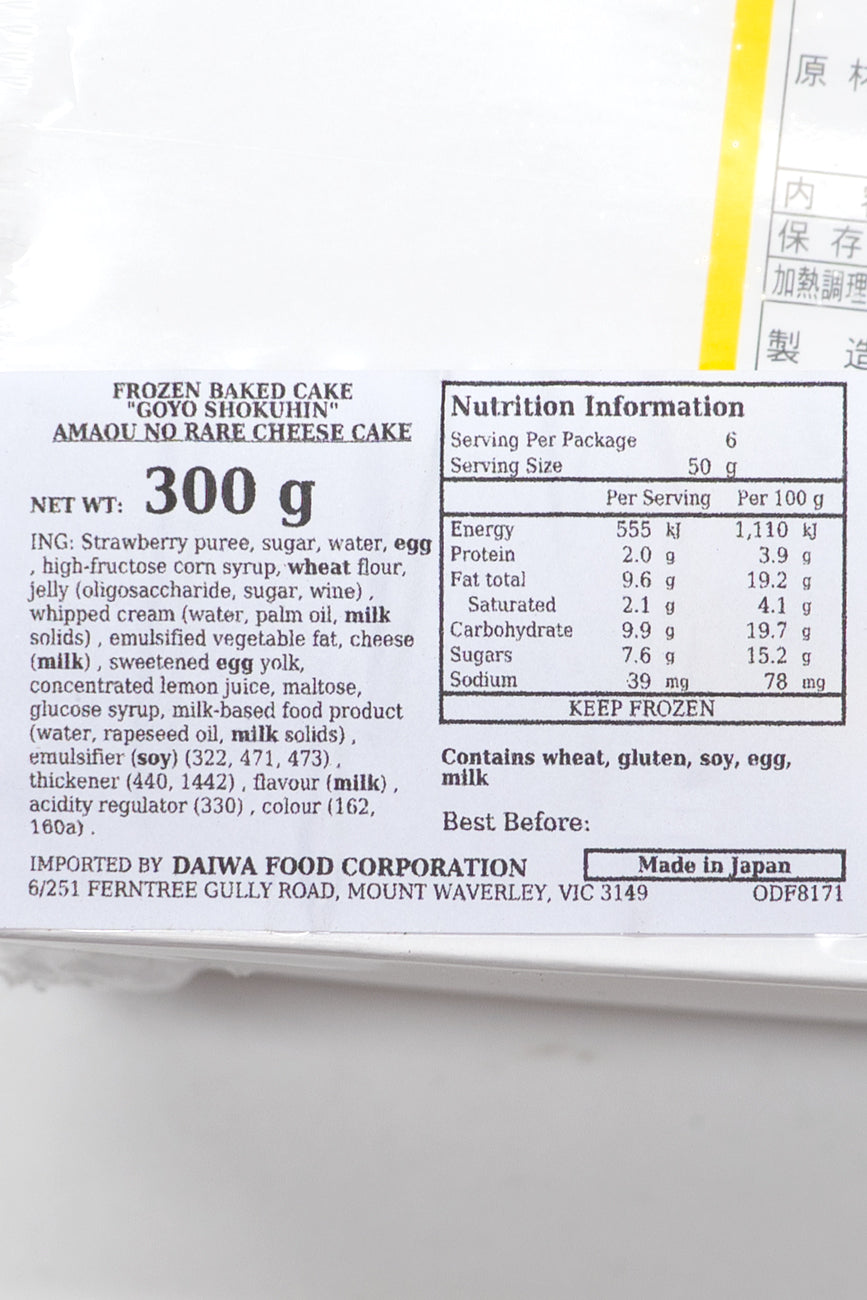 原 材
内
保 存
加熱調理
製 造
FROZEN BAKED CAKE
"GOYO SHOKUHIN"
AMAOU NO RARE CHEESE CAKE
NET WT: 300 g
ING: Strawberry puree, sugar, water, egg
, high-fructose corn syrup, wheat flour,
jelly (oligosaccharide, sugar, wine) ,
whipped cream (water, palm oil, milk
solids) , emulsified vegetable fat, cheese
(milk) , sweetened egg yolk,
concentrated lemon juice, maltose,
glucose syrup, milk-based food product
(water, rapeseed oil, milk solids) ,
emulsifier (soy) (322, 471, 473) ,
thickener (440, 1442) , flavour (milk) ,
acidity regulator (330) , colour (162,
160a) .
Nutrition Information
Serving Per Package 6
Serving Size 50 g
Per Serving Per 100 g
Energy 555 kJ 1,110 kJ
Protein 2.0 g 3.9 g
Fat total 9.6 g 19.2 g
Saturated 2.1 g 4.1 g
Carbohydrate 9.9 g 19.7 g
Sugars 7.6 g 15.2 g
Sodium 39 mg 78 mg
KEEP FROZEN
Contains wheat, gluten, soy, egg,
milk
Best Before:
IMPORTED BY DAIWA FOOD CORPORATION
Made in Japan
6/251 FERNTREE GULLY ROAD, MOUNT WAVERLEY, VIC 3149
ODF8171